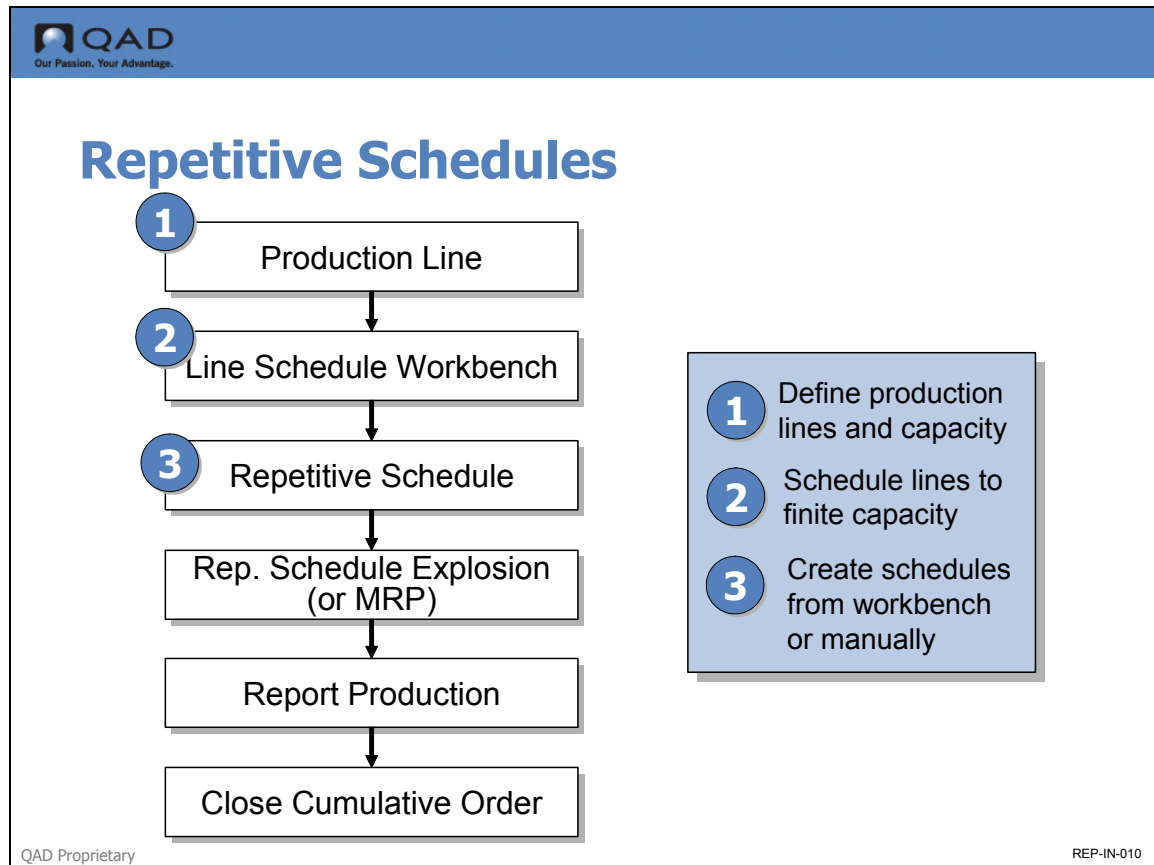 QAD
Our Passion. Your Advantage.
Repetitive Schedules
1
Production Line
2
Line Schedule Workbench
3
Repetitive Schedule
Rep. Schedule Explosion
(or MRP)
Report Production
Close Cumulative Order
1
Define production
lines and capacity
2
Schedule lines to
finite capacity
3
Create schedules
from workbench
or manually
QAD Proprietary
REP-IN-010